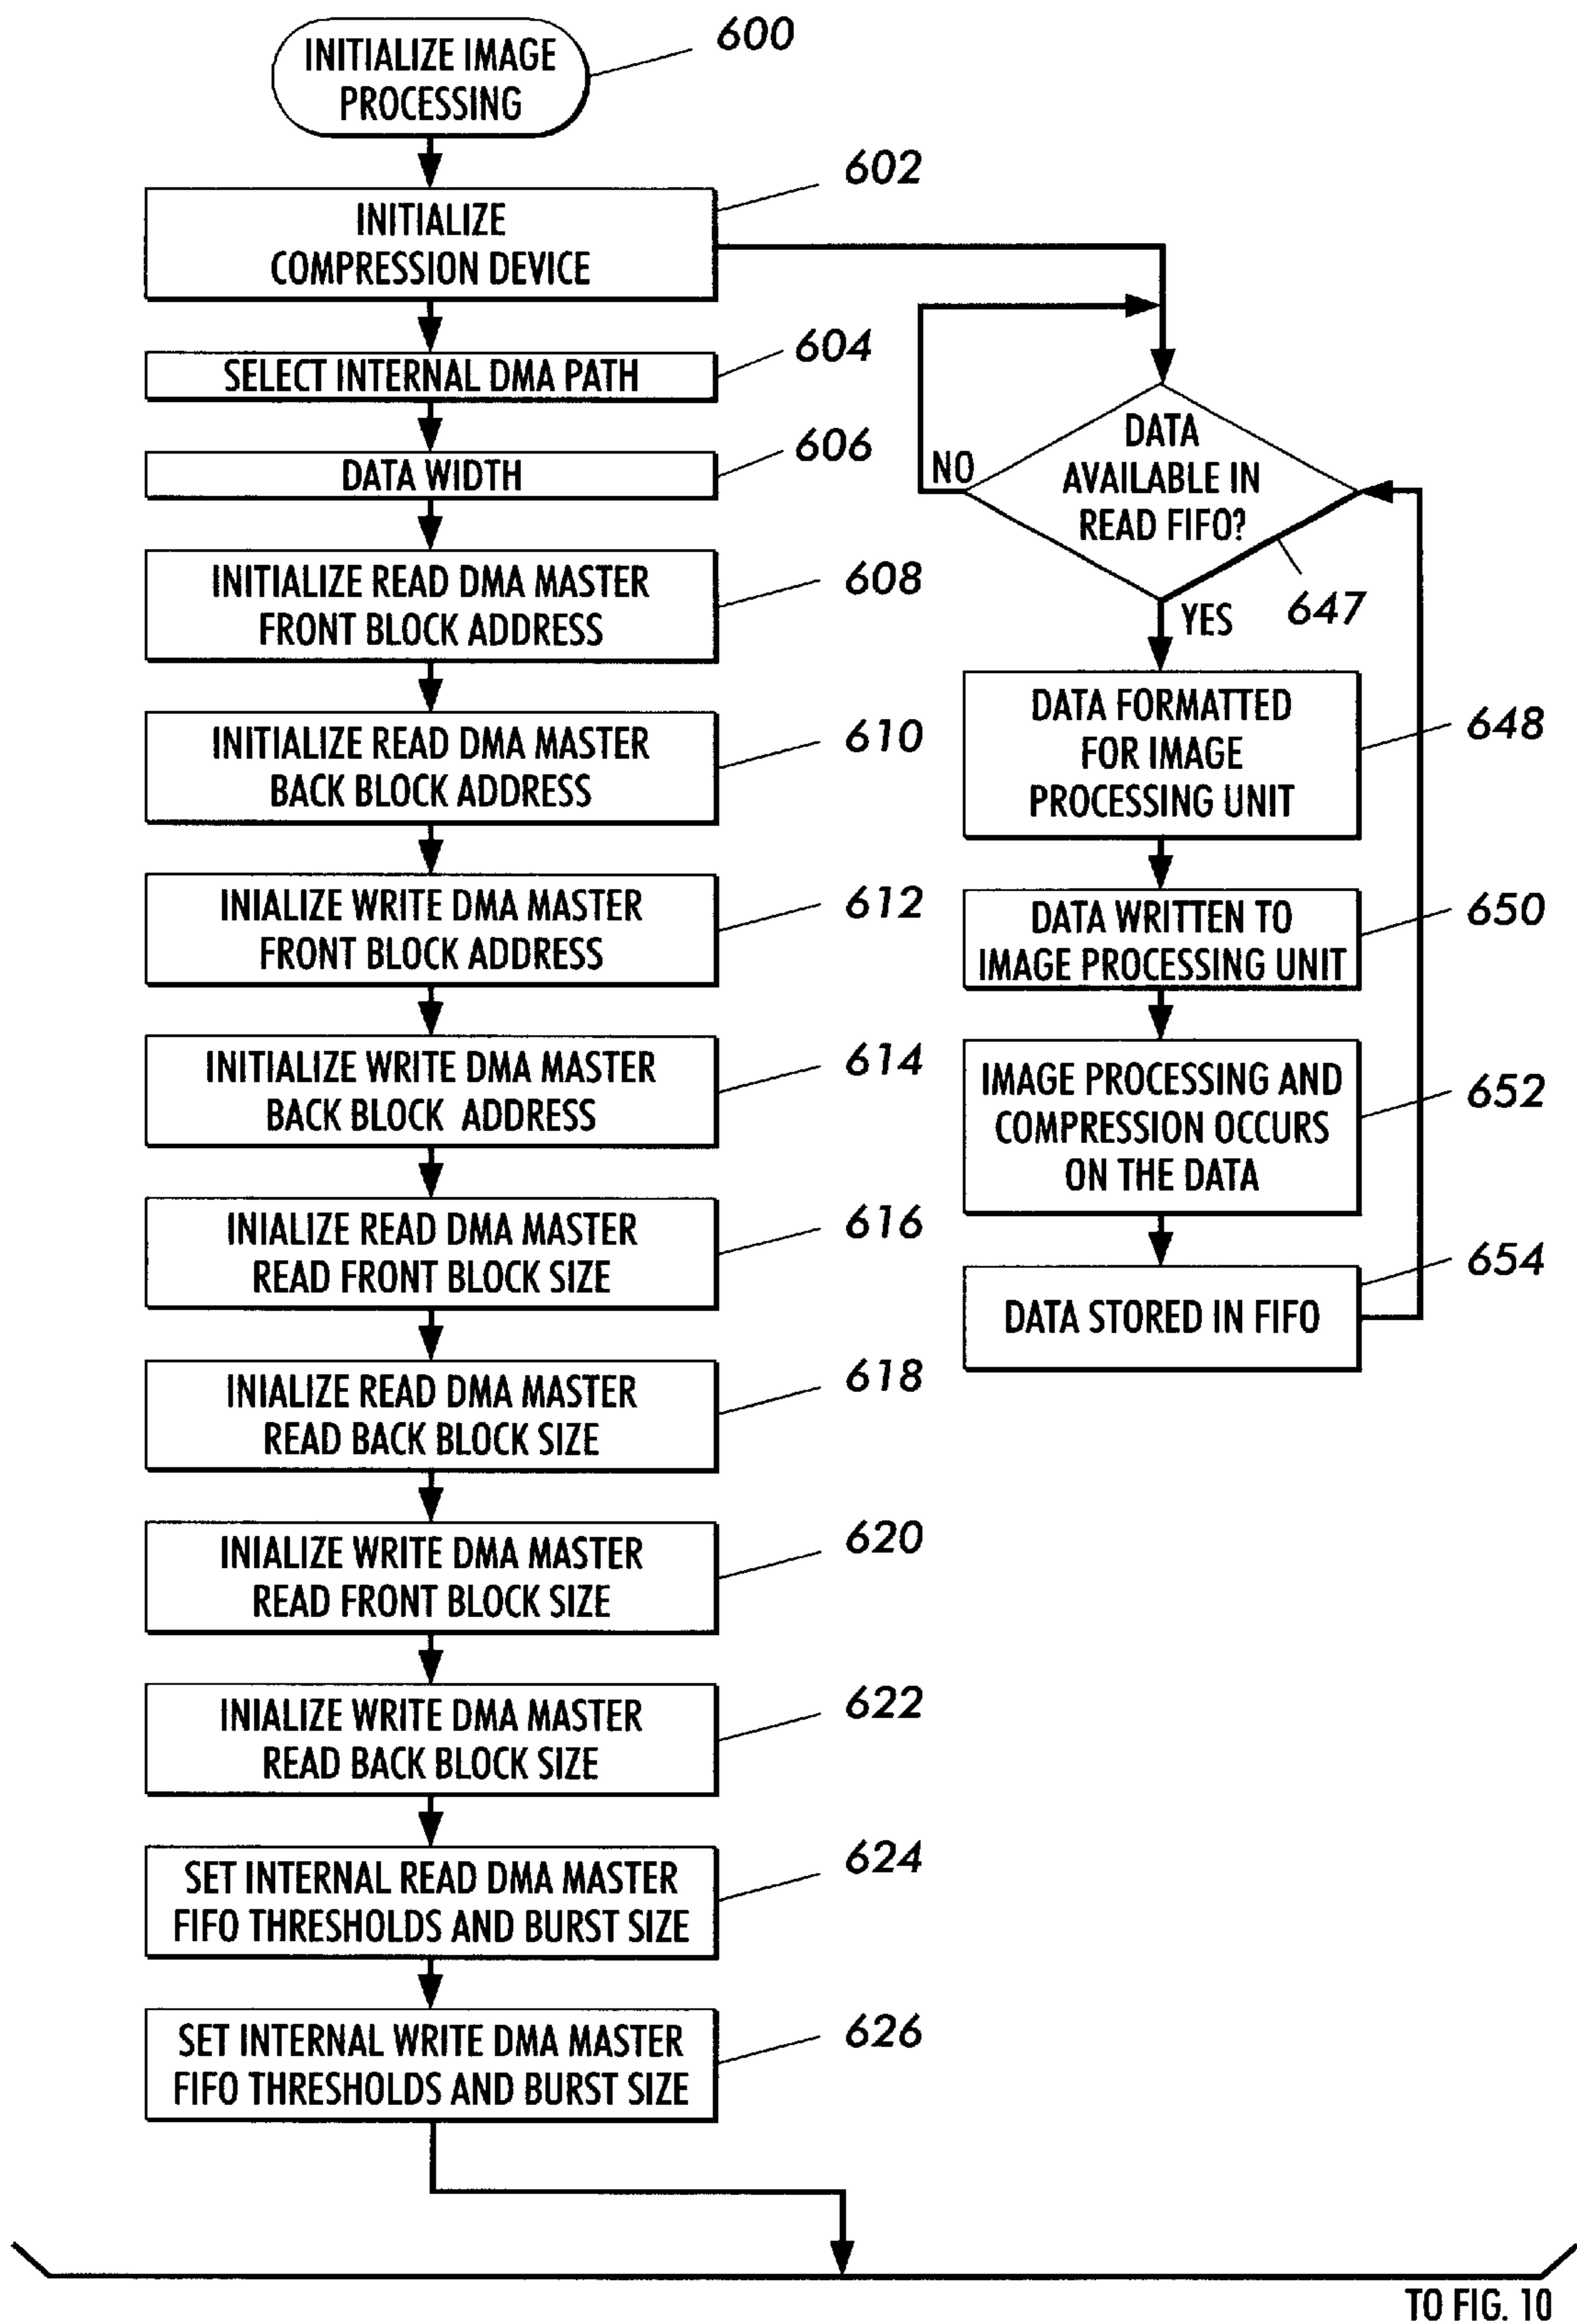 INITIALIZE IMAGE
PROCESSING
600
INITIALIZE
COMPRESSION DEVICE
602
SELECT INTERNAL DMA PATH
604
DATA WIDTH
606
INITIALIZE READ DMA MASTER
FRONT BLOCK ADDRESS
608
INITIALIZE READ DMA MASTER
BACK BLOCK ADDRESS
610
INIALIZE WRITE DMA MASTER
FRONT BLOCK ADDRESS
612
INITIALIZE WRITE DMA MASTER
BACK BLOCK ADDRESS
614
INIALIZE READ DMA MASTER
READ FRONT BLOCK SIZE
616
INIALIZE READ DMA MASTER
READ BACK BLOCK SIZE
618
INIALIZE WRITE DMA MASTER
READ FRONT BLOCK SIZE
620
INIALIZE WRITE DMA MASTER
READ BACK BLOCK SIZE
622
SET INTERNAL READ DMA MASTER
FIFO THRESHOLDS AND BURST SIZE
624
SET INTERNAL WRITE DMA MASTER
FIFO THRESHOLDS AND BURST SIZE
626
DATA
AVAILABLE IN
READ FIFO?
NO
YES
647
DATA FORMATTED
FOR IMAGE
PROCESSING UNIT
648
DATA WRITTEN TO
IMAGE PROCESSING UNIT
650
IMAGE PROCESSING AND
COMPRESSION OCCURS
ON THE DATA
652
DATA STORED IN FIFO
654
TO FIG. 10